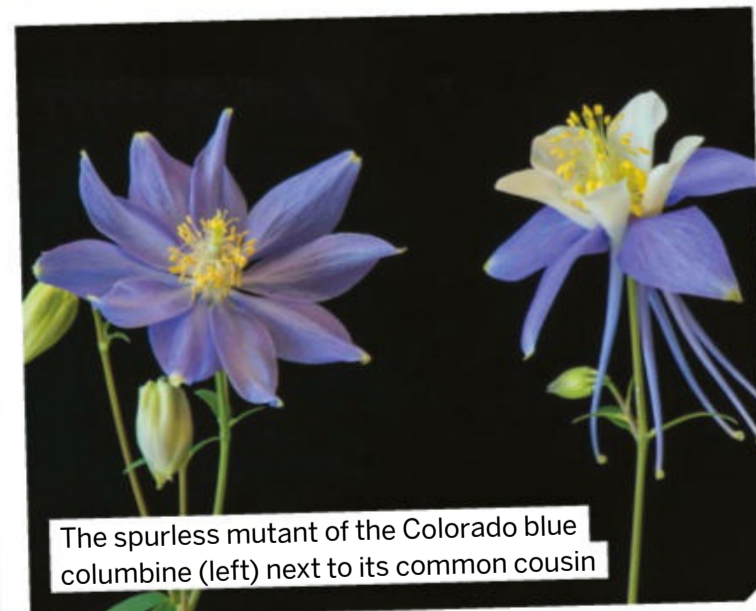 The spurless mutant of the Colorado blue
columbine (left) next to its common cousin